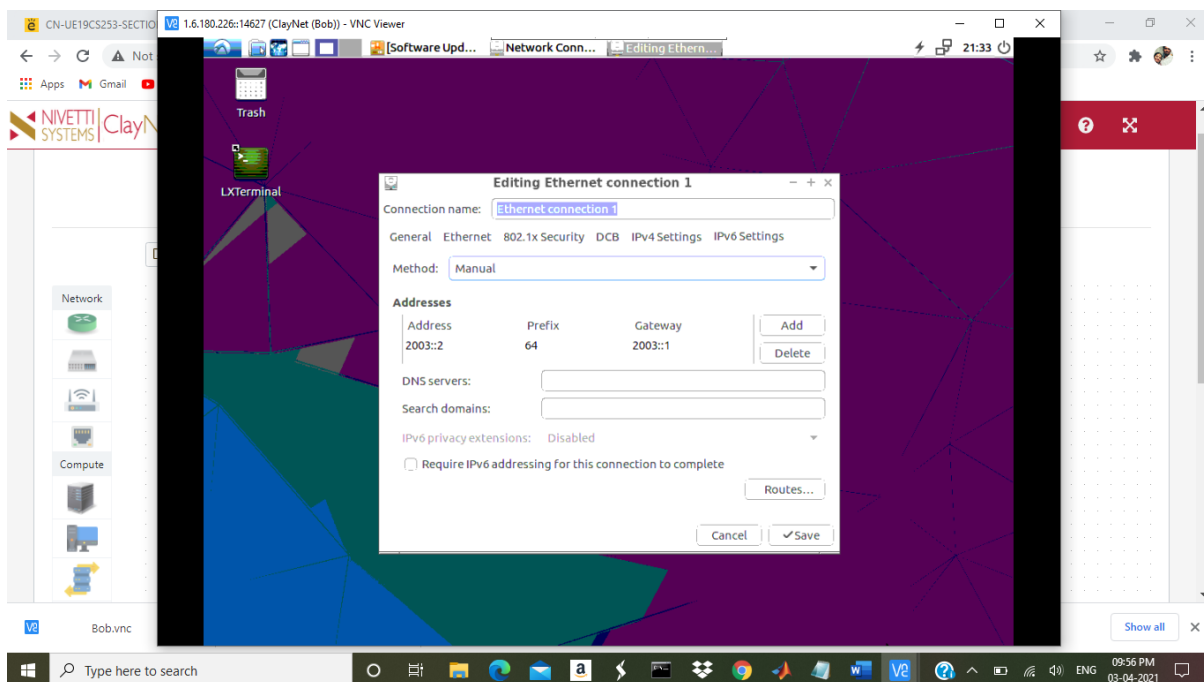 CN-UE19CS253-SECTIO
1.6.180.226::14627 (ClayNet (Bob)) - VNC Viewer
Not
Apps Gmail
NIVETTI
SYSTEMS ClayN
[Software Upd... Network Conn... Editing Ethern... 21:33
Trash
LXTerminal
Editing Ethernet connection 1
Connection name: Ethernet connection 1
General Ethernet 802.1x Security DCB IPv4 Settings IPv6 Settings
Method: Manual
Addresses
Address Prefix Gateway Add
2003::2 64 2003::1
Delete
DNS servers:
Search domains:
IPv6 privacy extensions: Disabled
Require IPv6 addressing for this connection to complete
Routes...
Cancel Save
Network
Compute
Bob.vnc
Show all
Type here to search
ENG
09:56 PM
03-04-2021